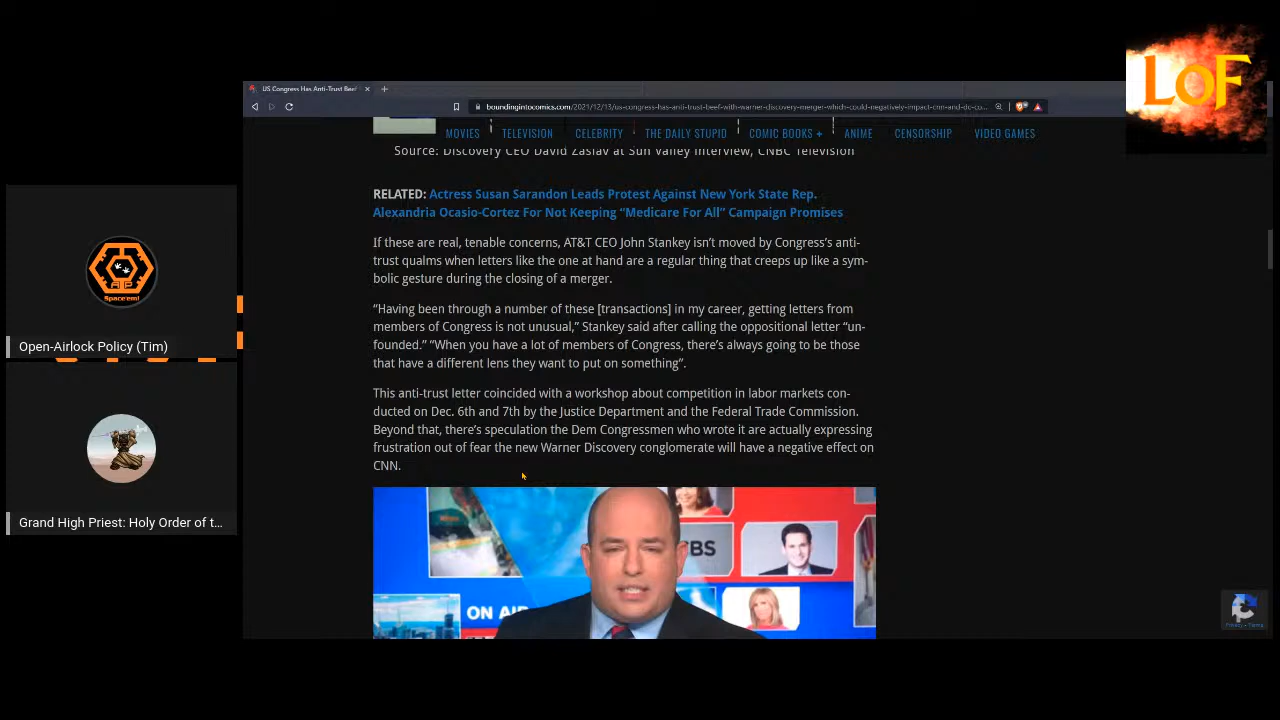 LOF
US Congress Has Anti-Trust Beef
boundingintocomics.com/2021/12/13/us-congress-has-anti-trust-beef-with-warner-discovery-merger-which-could-negatively-impact-cnn-and-dc-co...
MOVIES TELEVISION CELEBRITY THE DAILY STUPID COMIC BOOKS + ANIME CENSORSHIP VIDEO GAMES
Source: Discovery CEO David Zaslav at Sun Valley Interview, CNBC Television
RELATED: Actress Susan Sarandon Leads Protest Against New York State Rep.
Alexandria Ocasio-Cortez For Not Keeping “Medicare For All” Campaign Promises
If these are real, tenable concerns, AT&T CEO John Stankey isn’t moved by Congress’s anti-
trust qualms when letters like the one at hand are a regular thing that creeps up like a sym-
bolic gesture during the closing of a merger.
“Having been through a number of these [transactions] in my career, getting letters from
members of Congress is not unusual,” Stankey said after calling the oppositional letter “un-
founded.” “When you have a lot of members of Congress, there’s always going to be those
that have a different lens they want to put on something”.
This anti-trust letter coincided with a workshop about competition in labor markets con-
ducted on Dec. 6th and 7th by the Justice Department and the Federal Trade Commission.
Beyond that, there’s speculation the Dem Congressmen who wrote it are actually expressing
frustration out of fear the new Warner Discovery conglomerate will have a negative effect on
CNN.
BS
ON AI
Privacy - Terms
Space'em!
Open-Airlock Policy (Tim)
Grand High Priest: Holy Order of t...